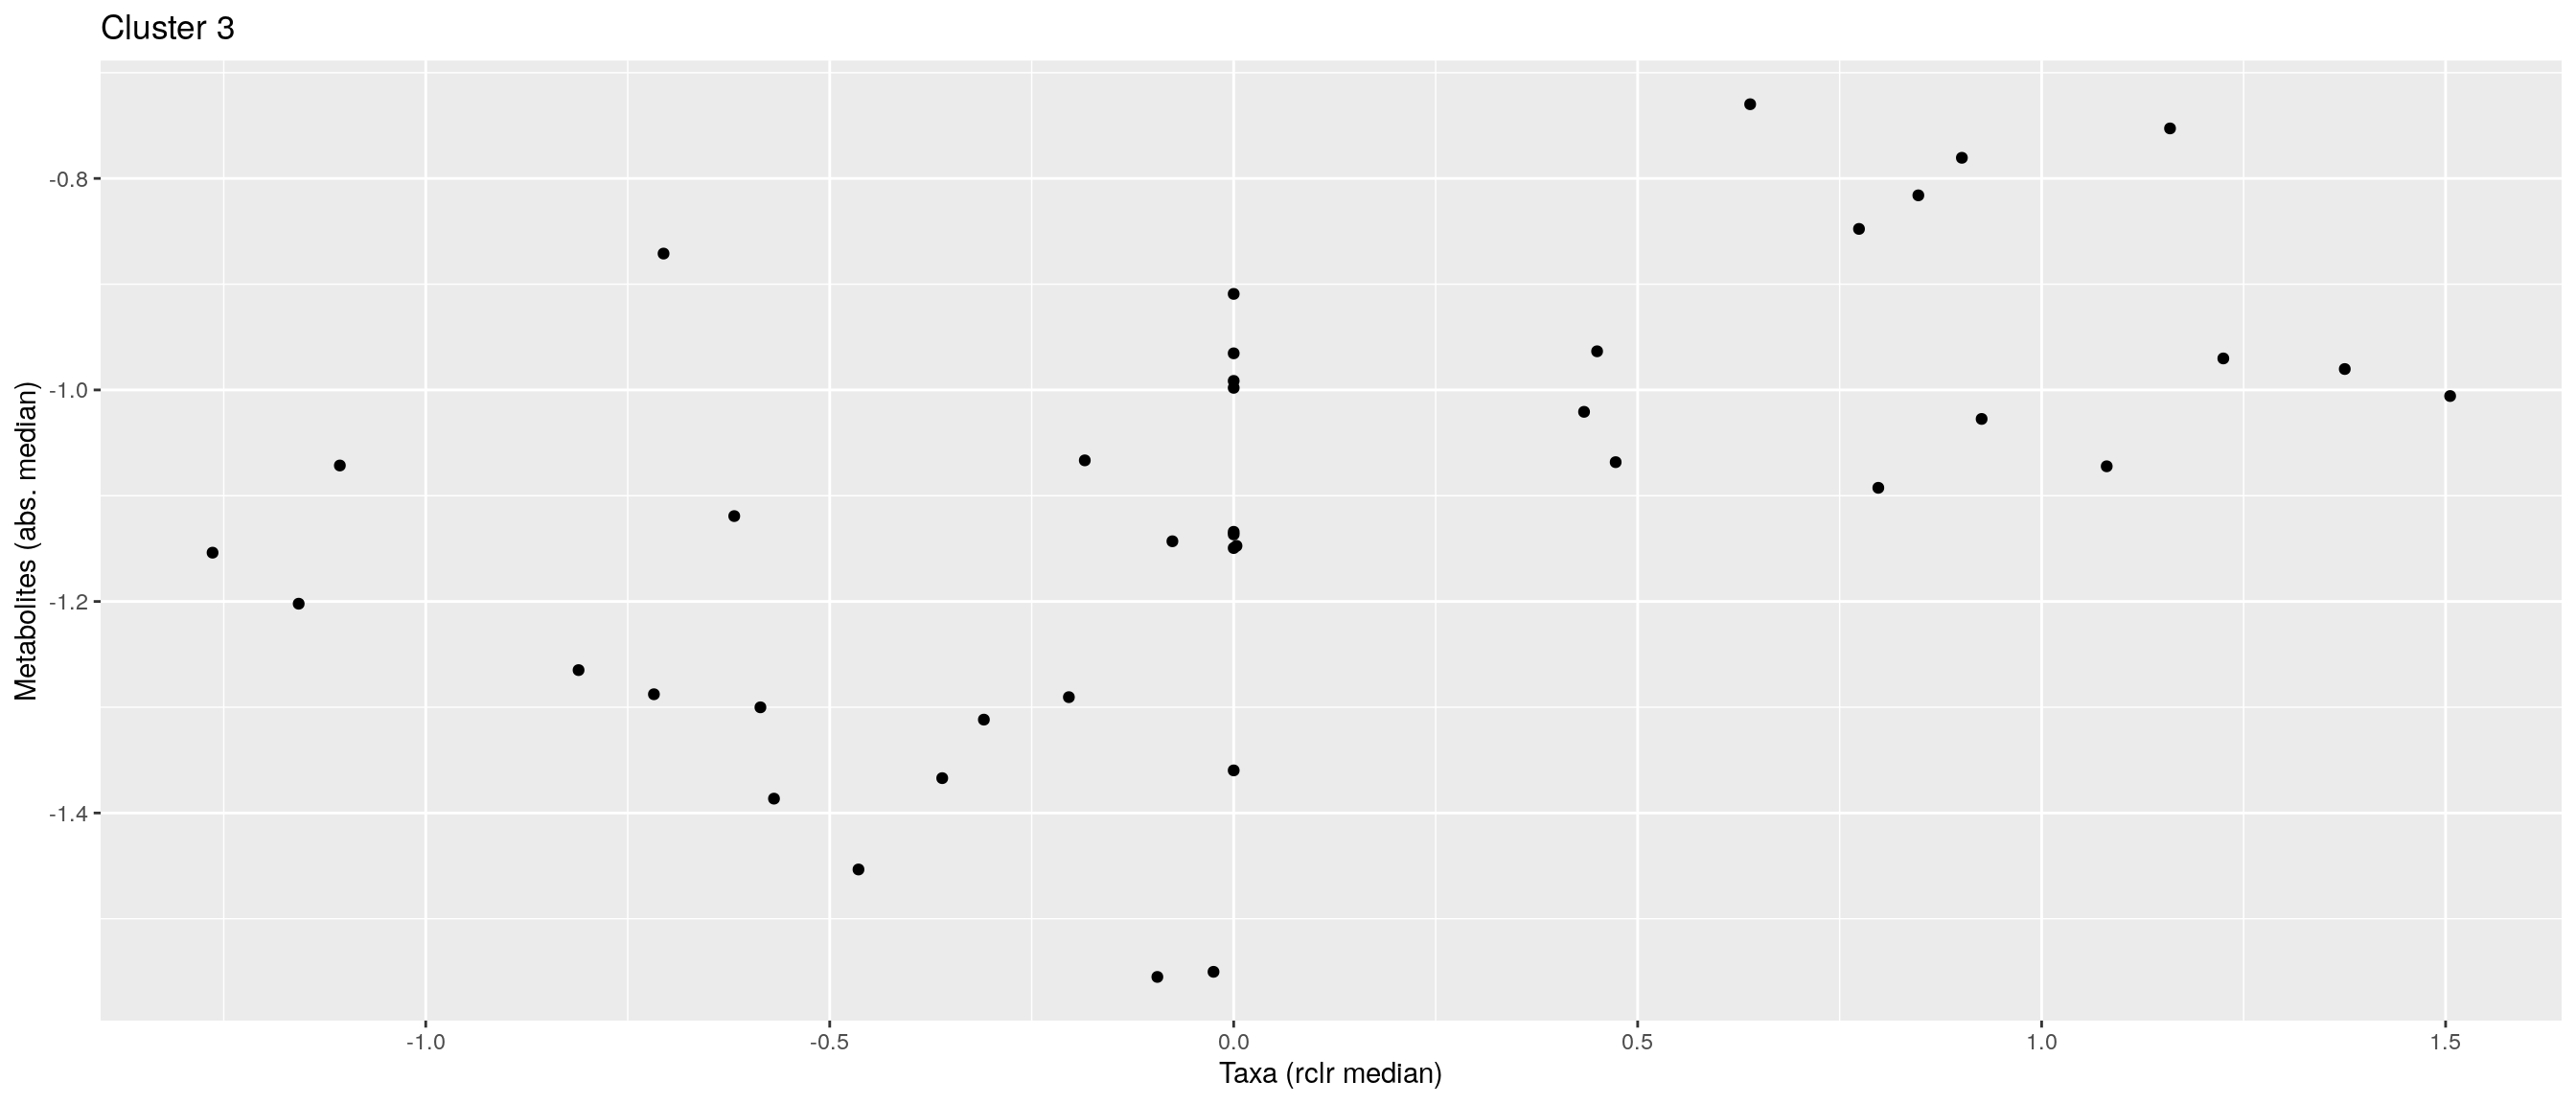 Cluster 3
Metabolites (abs. median)
-0.8
-1.0
-1.2
-1.4
-1.0 -0.5 0.0 0.5 1.0 1.5
Taxa (rclr median)